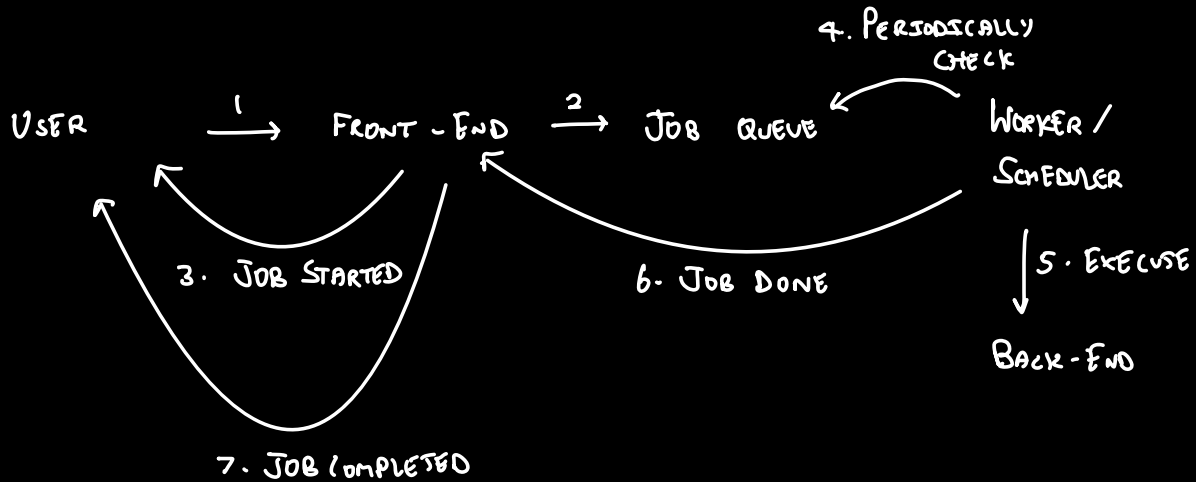 4. PERIODICALLY
CHECK
USER
1
FRONT-END
2
JOB QUEUE
WORKER /
SCHEDULER
3. JOB STARTED
6. JOB DONE
5. EXECUSE
BACK-END
7. JOB COMPLETED